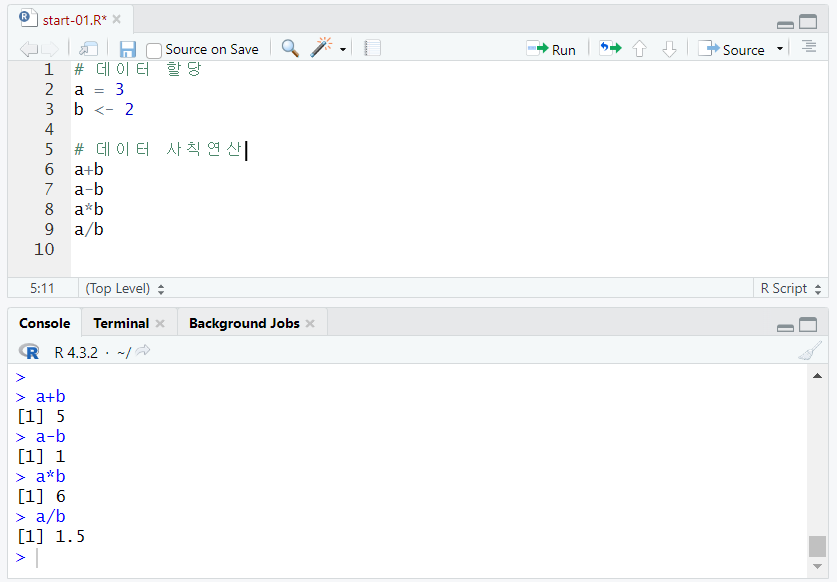 start-01.R*
Source on Save Run Source
1 # 데이터 할당
2 a = 3
3 b <- 2
4
5 # 데이터 사칙연산
6 a+b
7 a-b
8 a*b
9 a/b
10
5:11 (Top Level) R Script
Console Terminal Background Jobs
R 4.3.2 · ~/
>
> a+b
[1] 5
> a-b
[1] 1
> a*b
[1] 6
> a/b
[1] 1.5
>